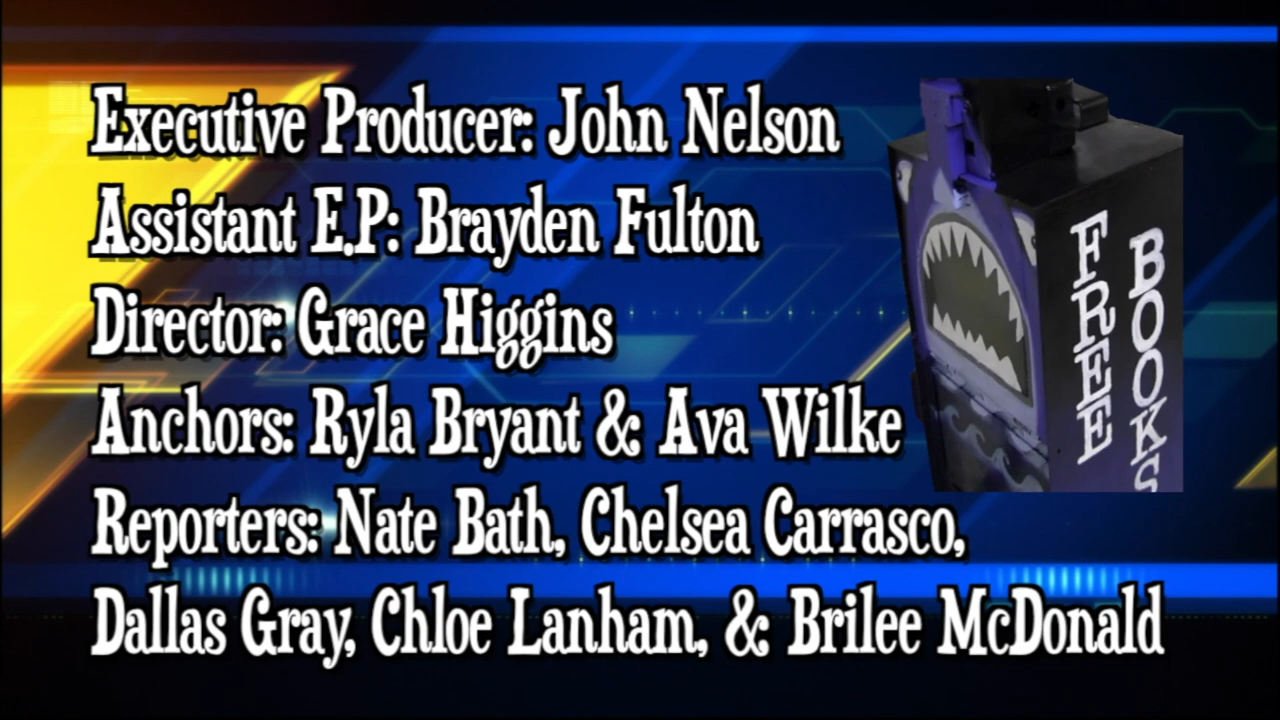 Executive Producer: John Nelson
Assistant E.P: Brayden Fulton
Director: Grace Higgins
Anchors: Ryla Bryant & Ava Wilke
Reporters: Nate Bath, Chelsea Carrasco,
Dallas Gray, Chloe Lanham, & Brilee McDonald
FREE
BOOKS